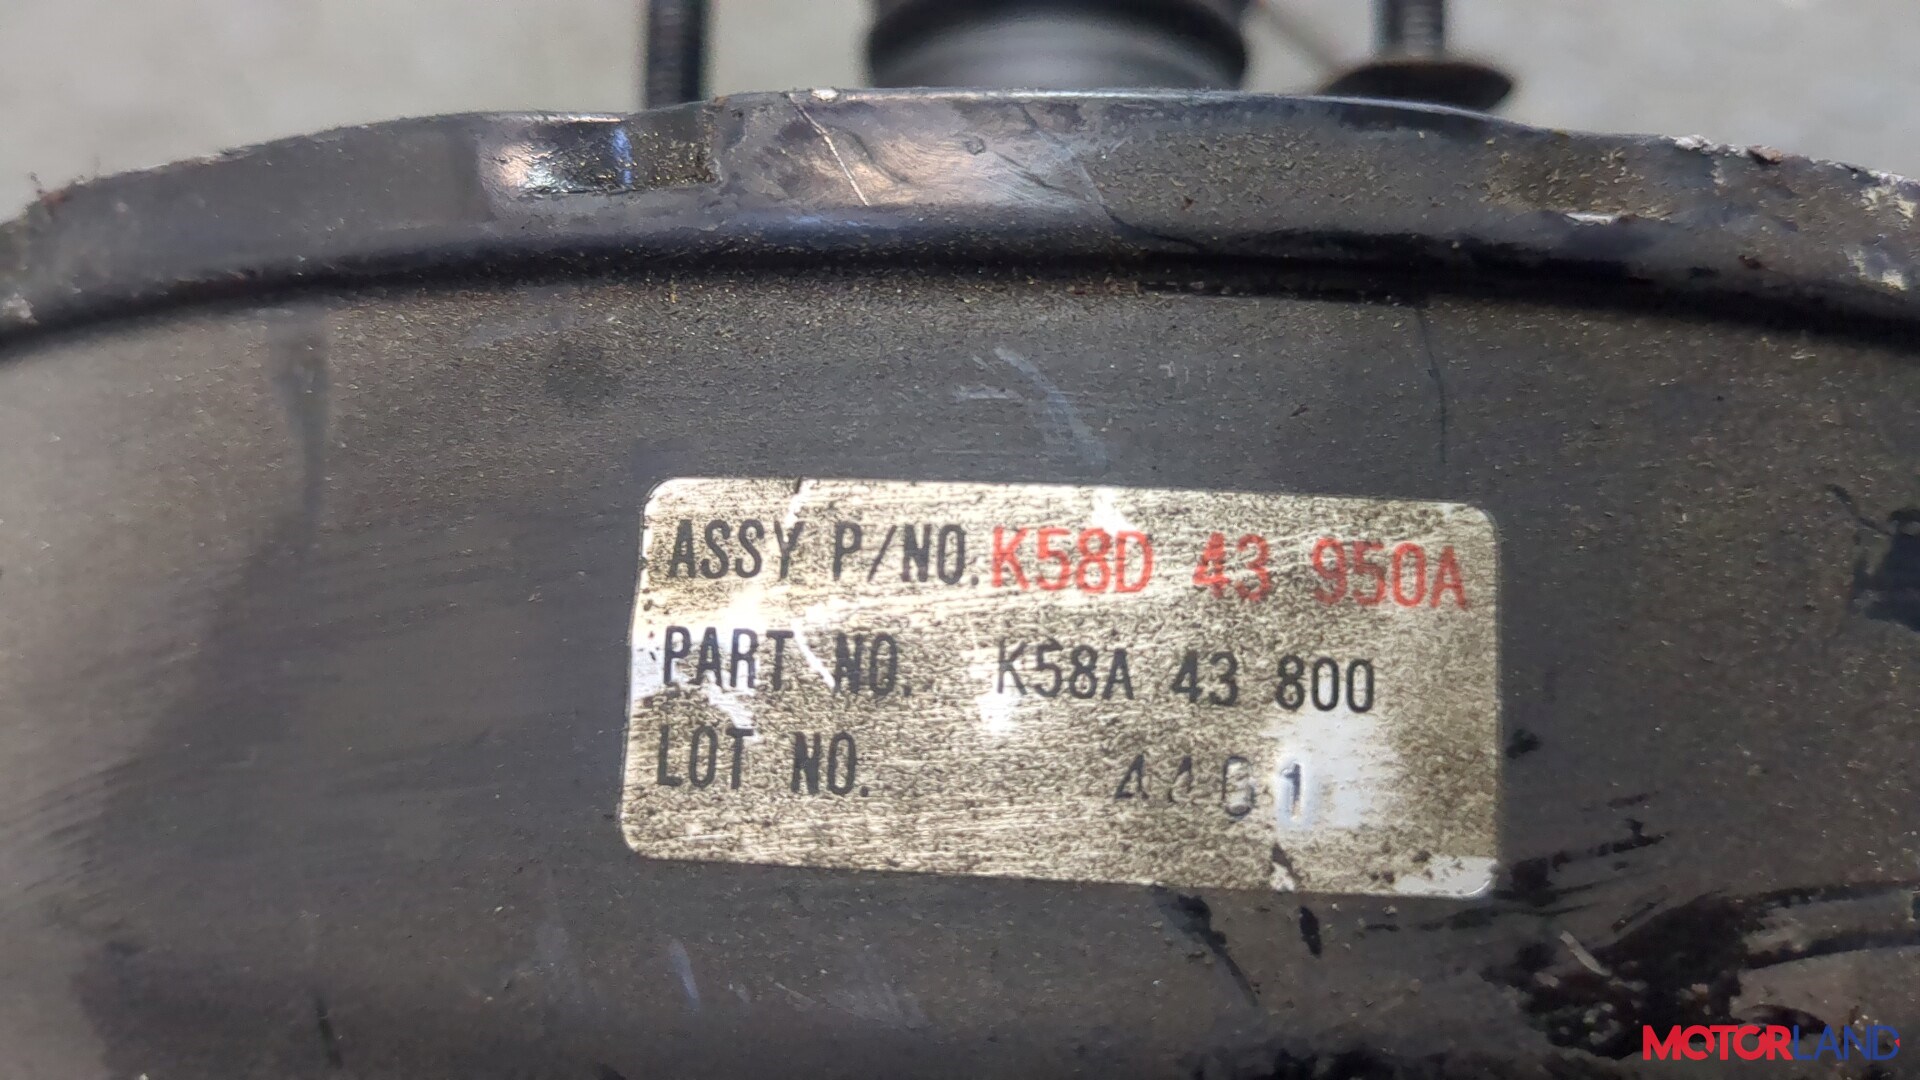 ASSY P/NO. K58D 43 950A
PART NO. K58A 43 800
LOT NO.
MOTORLAND